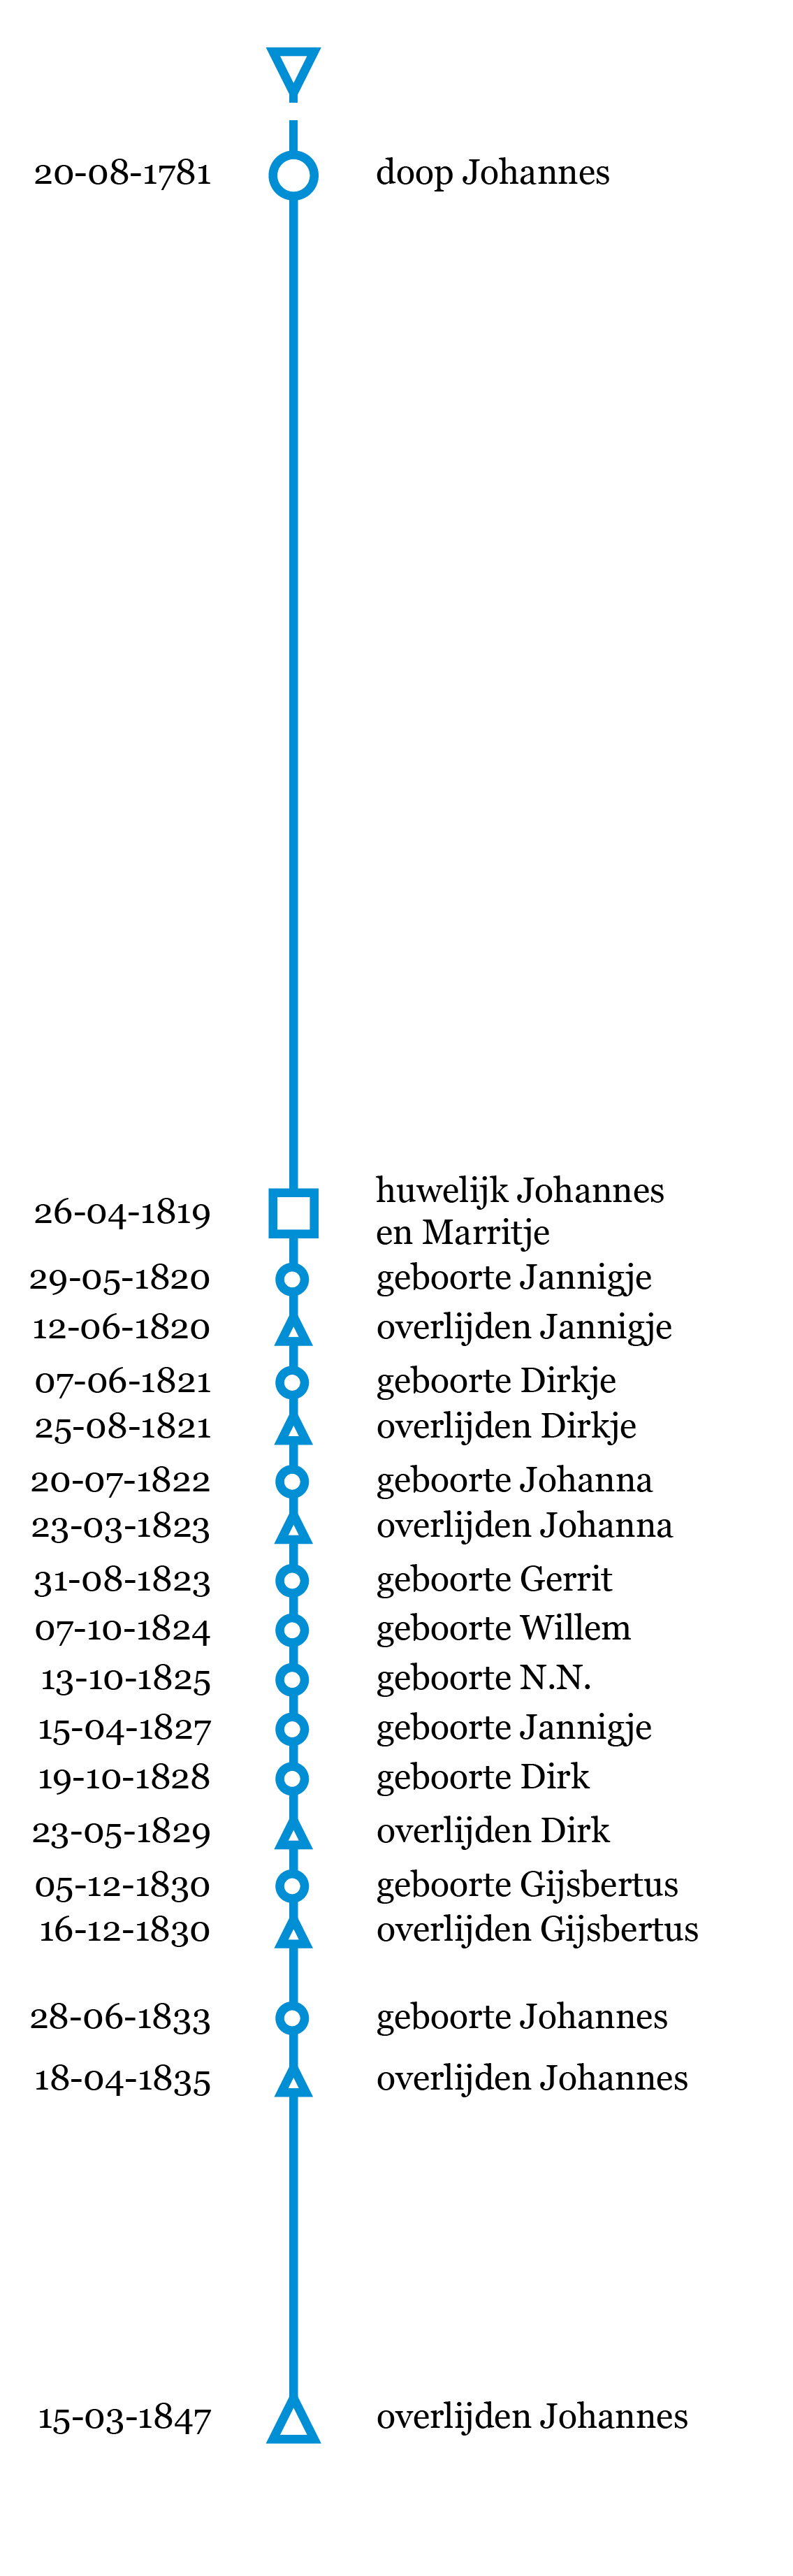 20-08-1781 doop Johannes
26-04-1819 huwelijk Johannes
en Marritje
29-05-1820 geboorte Jannigje
12-06-1820 overlijden Jannigje
07-06-1821 geboorte Dirkje
25-08-1821 overlijden Dirkje
20-07-1822 geboorte Johanna
23-03-1823 overlijden Johanna
31-08-1823 geboorte Gerrit
07-10-1824 geboorte Willem
13-10-1825 geboorte N.N.
15-04-1827 geboorte Jannigje
19-10-1828 geboorte Dirk
23-05-1829 overlijden Dirk
05-12-1830 geboorte Gijsbertus
16-12-1830 overlijden Gijsbertus
28-06-1833 geboorte Johannes
18-04-1835 overlijden Johannes
15-03-1847 overlijden Johannes